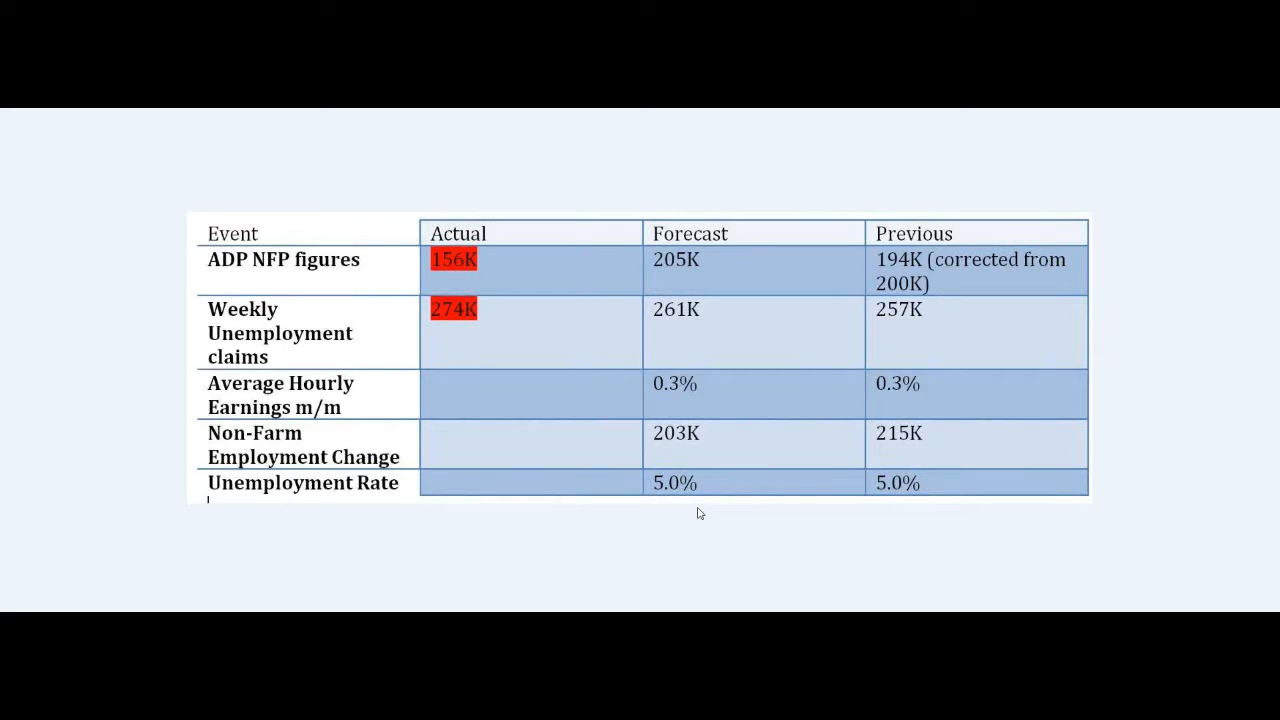 Event Actual Forecast Previous
ADP NFP figures 156K 205K 194K (corrected from
200K)
Weekly 274K 261K 257K
Unemployment
claims
Average Hourly 0.3% 0.3%
Earnings m/m
Non-Farm 203K 215K
Employment Change
Unemployment Rate 5.0% 5.0%